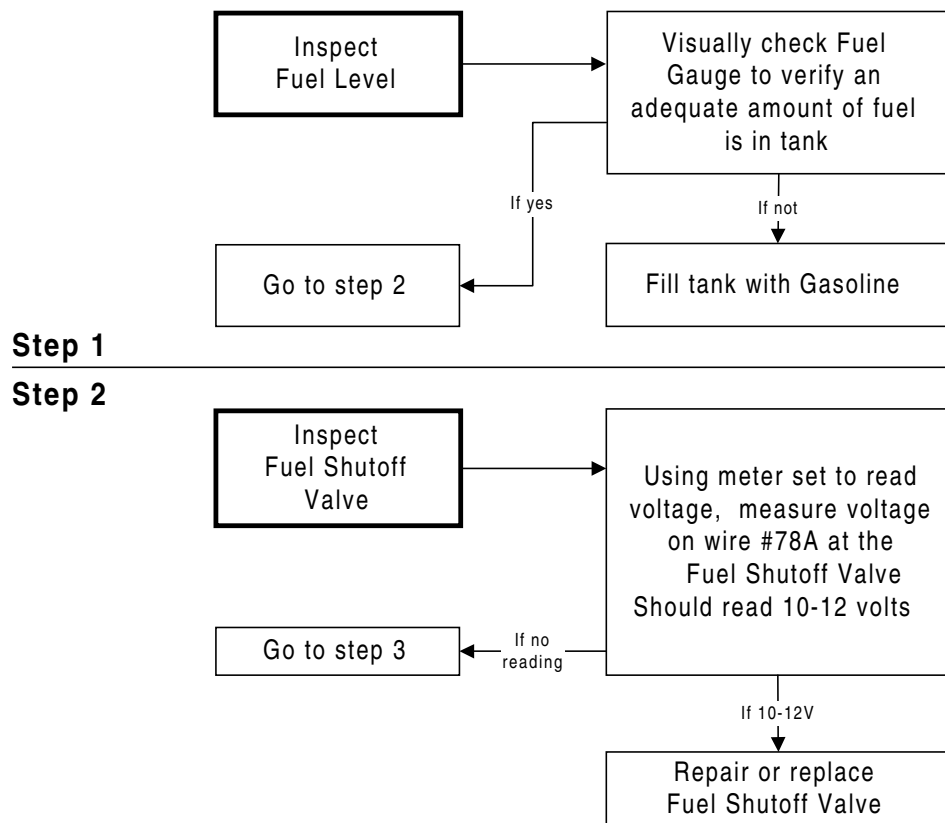 Inspect
Fuel Level
Visually check Fuel
Gauge to verify an
adequate amount of fuel
is in tank
If yes
If not
Go to step 2
Fill tank with Gasoline
Step 1
Step 2
Inspect
Fuel Shutoff
Valve
Using meter set to read
voltage, measure voltage
on wire #78A at the
Fuel Shutoff Valve
Should read 10-12 volts
If no
reading
Go to step 3
If 10-12V
Repair or replace
Fuel Shutoff Valve